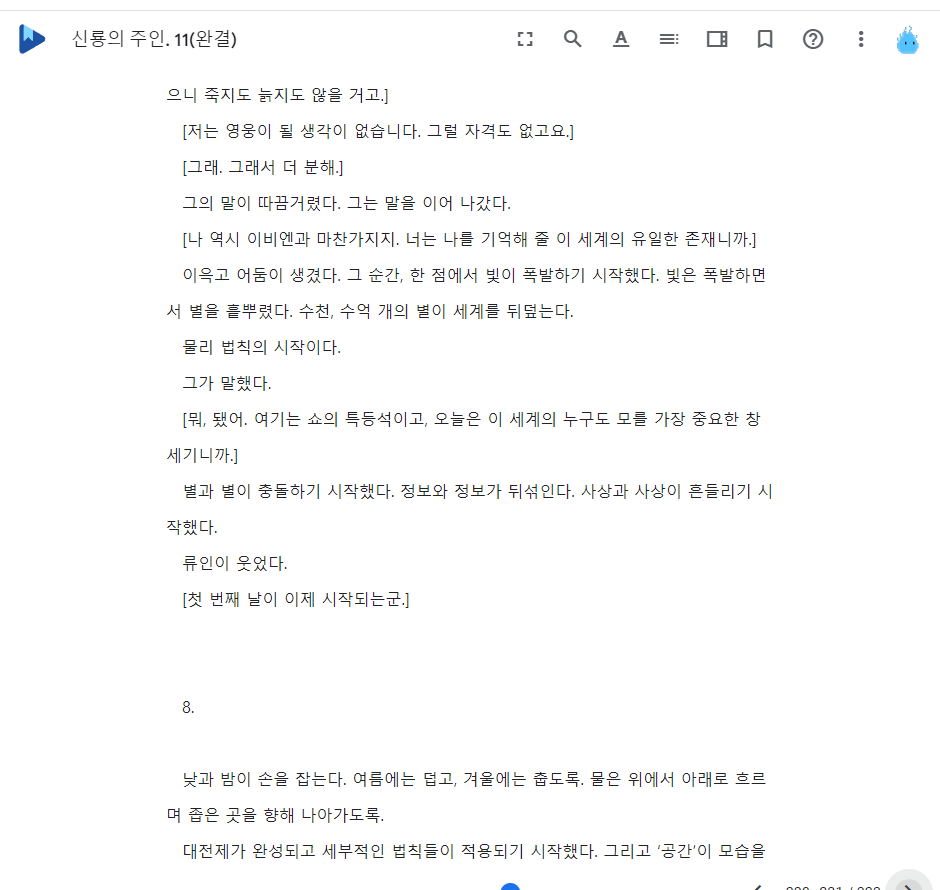 신룡의 주인. 11(완결)
으니 죽지도 늙지도 않을 거고.]
[저는 영웅이 될 생각이 없습니다. 그럴 자격도 없고요.]
[그래. 그래서 더 분해.]
그의 말이 따끔거렸다. 그는 말을 이어 나갔다.
[나 역시 이비엔과 마찬가지지. 너는 나를 기억해 줄 이 세계의 유일한 존재니까.]
이윽고 어둠이 생겼다. 그 순간, 한 점에서 빛이 폭발하기 시작했다. 빛은 폭발하면
서 별을 흩뿌렸다. 수천, 수억 개의 별이 세계를 뒤덮는다.
물리 법칙의 시작이다.
그가 말했다.
[뭐, 됐어. 여기는 쇼의 특등석이고, 오늘은 이 세계의 누구도 모를 가장 중요한 창
세기니까.]
별과 별이 충돌하기 시작했다. 정보와 정보가 뒤섞인다. 사상과 사상이 흔들리기 시
작했다.
류인이 웃었다.
[첫 번째 날이 이제 시작되는군.]
8.
낮과 밤이 손을 잡는다. 여름에는 덥고, 겨울에는 춥도록. 물은 위에서 아래로 흐르
며 좁은 곳을 향해 나아가도록.
대전제가 완성되고 세부적인 법칙들이 적용되기 시작했다. 그리고 ‘공간’이 모습을